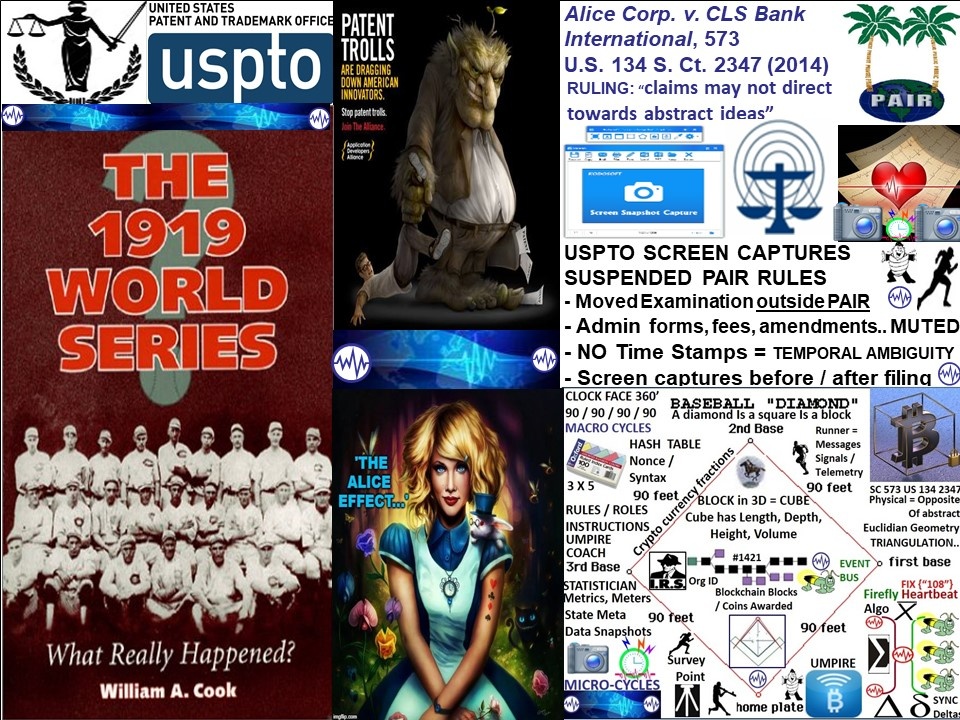 UNITED STATES
PATENT AND TRADEMARK OFFICE
uspto
THE
1919
WORLD
SERIES
What Really Happened?
William A. Cook
PATENT
TROLLS
ARE DRAGGING
DOWN AMERICAN
INNOVATORS.
Stop patent trolls.
Join The Alliance.
Application
Developers
Alliance
'THE
ALICE
EFFECT...'
imgflip.com
Alice Corp. v. CLS Bank
International, 573
U.S. 134 S. Ct. 2347 (2014)
RULING: “claims may not direct
towards abstract ideas”
PAIR
Screen Snapshot Capture
USPTO SCREEN CAPTURES
SUSPENDED PAIR RULES
- Moved Examination outside PAIR
- Admin forms, fees, amendments.. MUTED
- NO Time Stamps = TEMPORAL AMBIGUITY
- Screen captures before / after filing
CLOCK FACE 360'
90 / 90 / 90 / 90
MACRO CYCLES
BASEBALL "DIAMOND"
A diamond Is a square Is a block
2nd Base
HASH TABLE
Nonce /
Syntax
Oxford
100
3 X 5
90 feet
Runner =
Messages
Signals /
Telemetry
90 feet
SC 573 US 134 2347
Physical = Opposite
Of abstract
Euclidian Geometry
TRIANGULATION..
Crypto currency fractions
BLOCK in 3D = CUBE
Cube has Length, Depth,
Height, Volume
RULES / ROLES
INSTRUCTIONS
UMPIRE
COACH
3rd Base
I.R.S.
Org ID
#1421
EVENT
BUS
first base
Blockchain Blocks
/ Coins Awarded
STATISTICIAN
Metrics, Meters
State Meta
Data Snapshots
90 feet
90 feet
FIX {"108"}
Firefly Heartbeat
Algo
Σ
Δ δ
SYNC
Deltas
MICRO-CYCLES
Survey
Point
home plate
UMPIRE